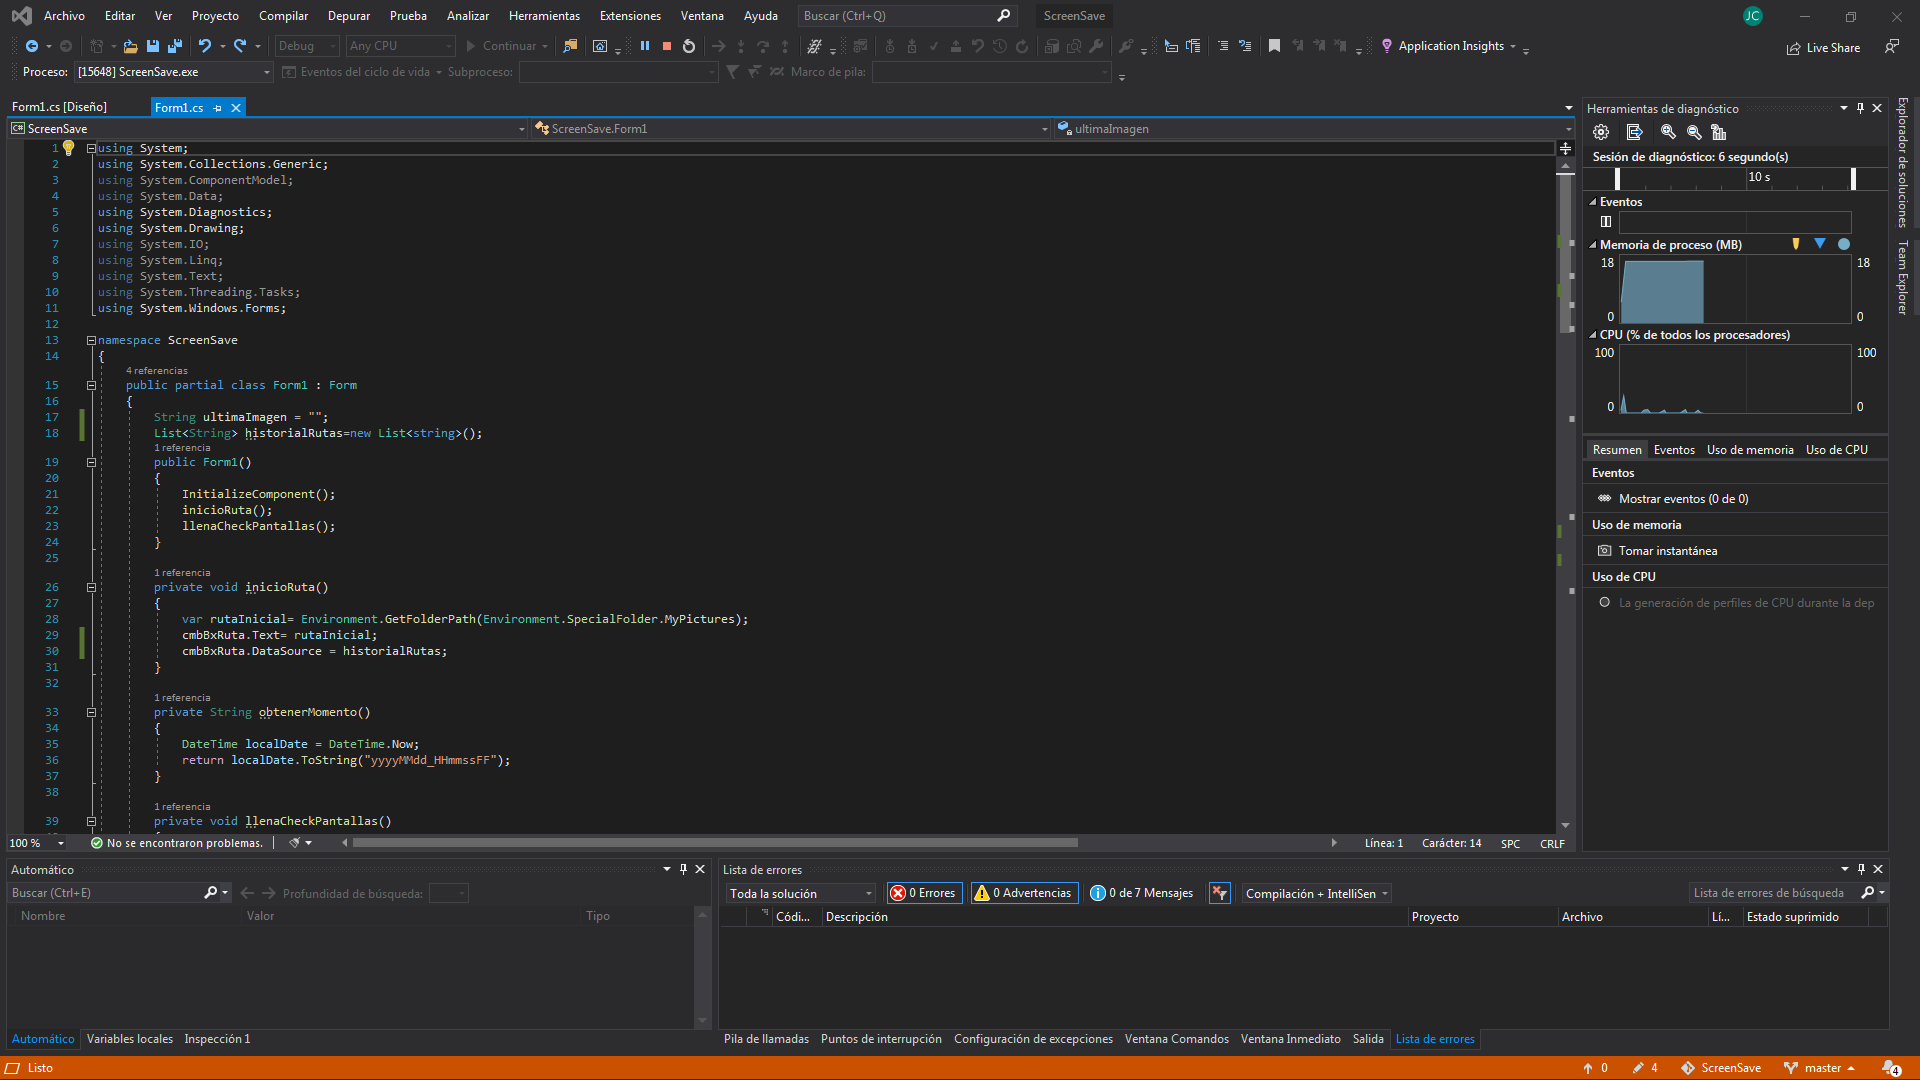 Archivo Editar Ver Proyecto Compilar Depurar Prueba Analizar Herramientas Extensiones Ventana Ayuda Buscar (Ctrl+Q) ScreenSave JC
Debug Any CPU Continuar Application Insights Live Share
Proceso: [15648] ScreenSave.exe Eventos del ciclo de vida Subproceso: Marco de pila:
Form1.cs [Diseño] Form1.cs
C# ScreenSave ScreenSave.Form1 ultimaImagen
1 using System;
2 using System.Collections.Generic;
3 using System.ComponentModel;
4 using System.Data;
5 using System.Diagnostics;
6 using System.Drawing;
7 using System.IO;
8 using System.Linq;
9 using System.Text;
10 using System.Threading.Tasks;
11 using System.Windows.Forms;
12
13 namespace ScreenSave
14 {
4 referencias
15 public partial class Form1 : Form
16 {
17 String ultimaImagen = "";
18 List<String> historialRutas=new List<string>();
1 referencia
19 public Form1()
20 {
21 InitializeComponent();
22 inicioRuta();
23 llenaCheckPantallas();
24 }
25
1 referencia
26 private void inicioRuta()
27 {
28 var rutaInicial= Environment.GetFolderPath(Environment.SpecialFolder.MyPictures);
29 cmbBxRuta.Text= rutaInicial;
30 cmbBxRuta.DataSource = historialRutas;
31 }
32
1 referencia
33 private String obtenerMomento()
34 {
35 DateTime localDate = DateTime.Now;
36 return localDate.ToString("yyyyMMdd_HHmmssFF");
37 }
38
1 referencia
39 private void llenaCheckPantallas()
100 % No se encontraron problemas. Línea: 1 Carácter: 14 SPC CRLF
Herramientas de diagnóstico
Sesión de diagnóstico: 6 segundo(s)
10 s
Eventos
Memoria de proceso (MB)
18 18
0 0
CPU (% de todos los procesadores)
100 100
0 0
Resumen Eventos Uso de memoria Uso de CPU
Eventos
Mostrar eventos (0 de 0)
Uso de memoria
Tomar instantánea
Uso de CPU
La generación de perfiles de CPU durante la dep
Explorador de soluciones
Team Explorer
Automático
Buscar (Ctrl+E) Profundidad de búsqueda:
Nombre Valor Tipo
Automático Variables locales Inspección 1
Lista de errores
Toda la solución 0 Errores 0 Advertencias 0 de 7 Mensajes Compilación + IntelliSen Lista de errores de búsqueda
Códi... Descripción Proyecto Archivo Lí... Estado suprimido
Pila de llamadas Puntos de interrupción Configuración de excepciones Ventana Comandos Ventana Inmediato Salida Lista de errores
Listo 0 4 ScreenSave master 4